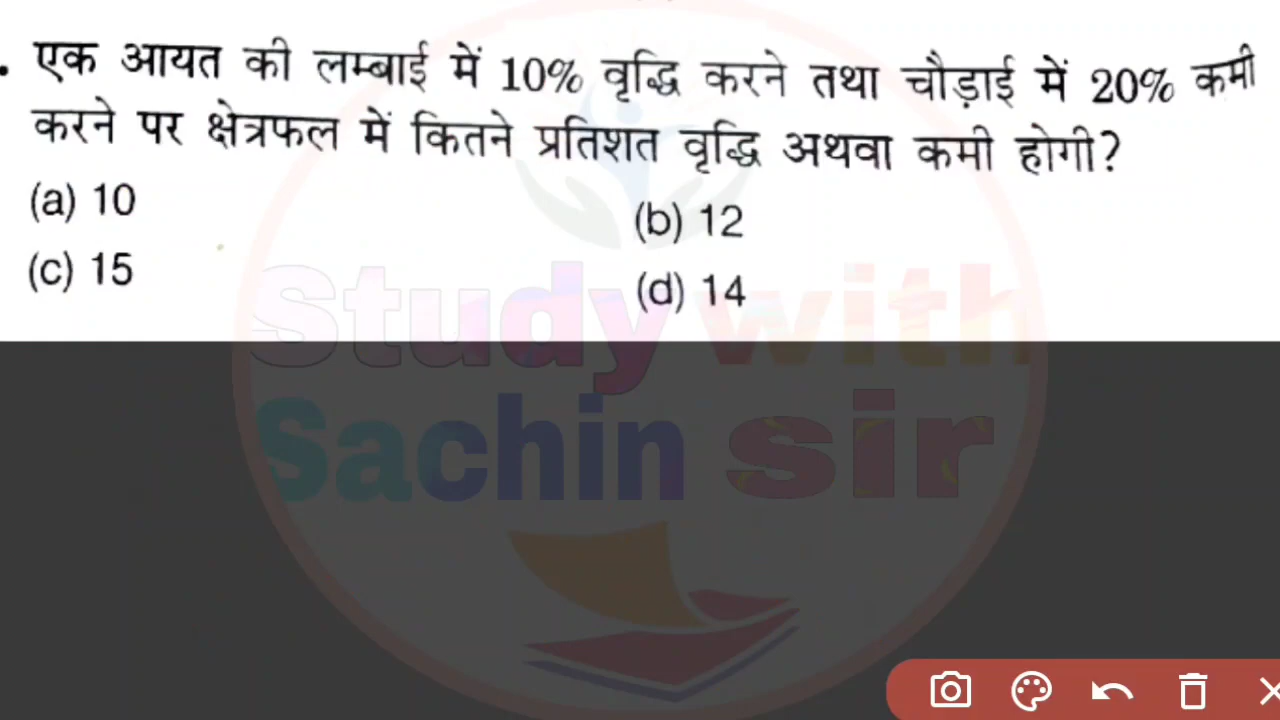 . एक आयत की लम्बाई में 10% वृद्धि करने तथा चौड़ाई में 20% कमी
करने पर क्षेत्रफल में कितने प्रतिशत वृद्धि अथवा कमी होगी?
(a) 10
(b) 12
(c) 15
(d) 14
Study with
Sachin sir